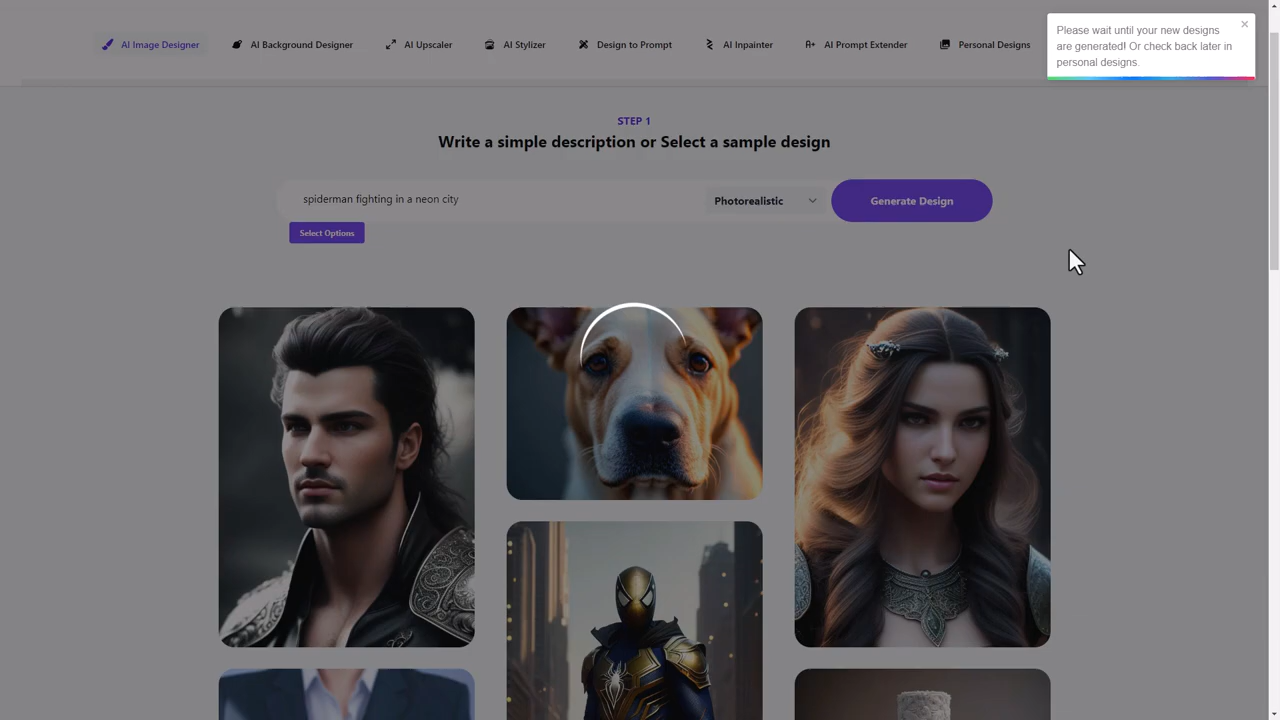 AI Image Designer
AI Background Designer
AI Upscaler
AI Stylizer
Design to Prompt
AI Inpainter
A+ AI Prompt Extender
Personal Designs
Please wait until your new designs
are generated! Or check back later in
personal designs.
×
STEP 1
Write a simple description or Select a sample design
spiderman fighting in a neon city
Photorealistic
Generate Design
Select Options